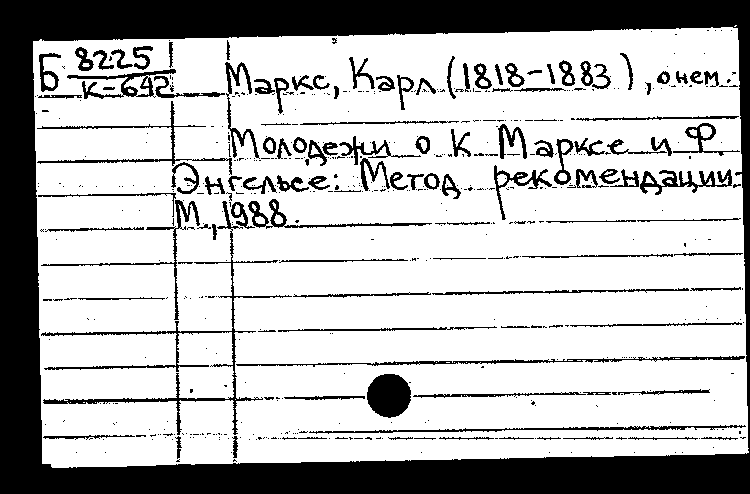 Б 8225
К-642
Маркс, Карл (1818-1883), о нем.
Молодежи о К Марксе и Ф.
Энгельсе: Метод. рекомендации-
М., 1988.